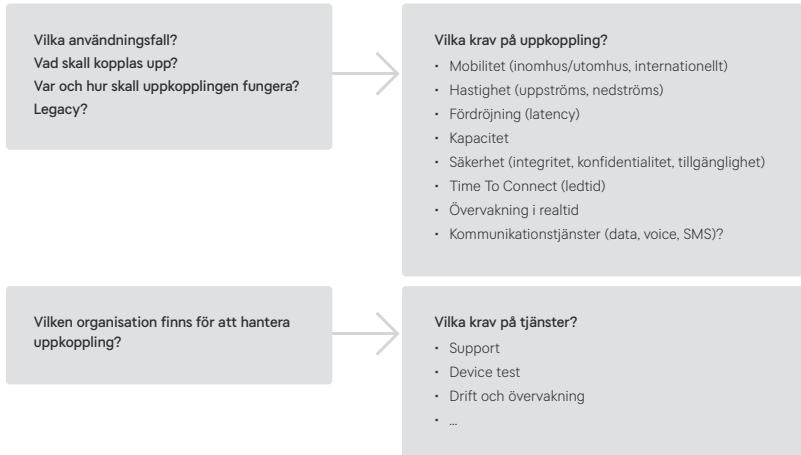 Vilka användningsfall?
Vad skall kopplas upp?
Var och hur skall uppkopplingen fungera?
Legacy?
Vilka krav på uppkoppling?
• Mobilitet (inomhus/utomhus, internationellt)
• Hastighet (uppströms, nedströms)
• Fördröjning (latency)
• Kapacitet
• Säkerhet (integritet, konfidentialitet, tillgänglighet)
• Time To Connect (ledtid)
• Övervakning i realtid
• Kommunikationstjänster (data, voice, SMS)?
Vilken organisation finns för att hantera
uppkoppling?
Vilka krav på tjänster?
• Support
• Device test
• Drift och övervakning
• ...